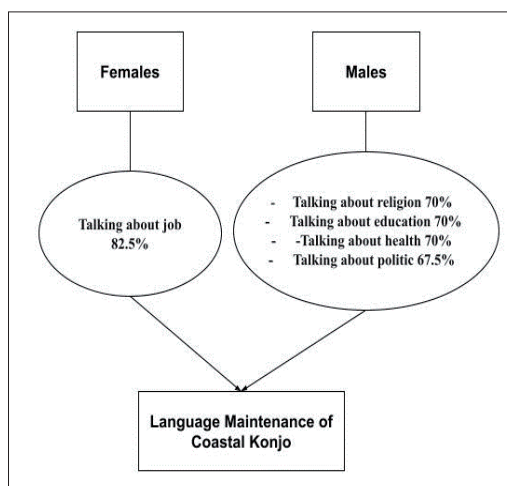 Females
Males
Talking about job
82.5%
- Talking about religion 70%
- Talking about education 70%
- -Talking about health 70%
- Talking about politic 67.5%
Language Maintenance of
Coastal Konjo